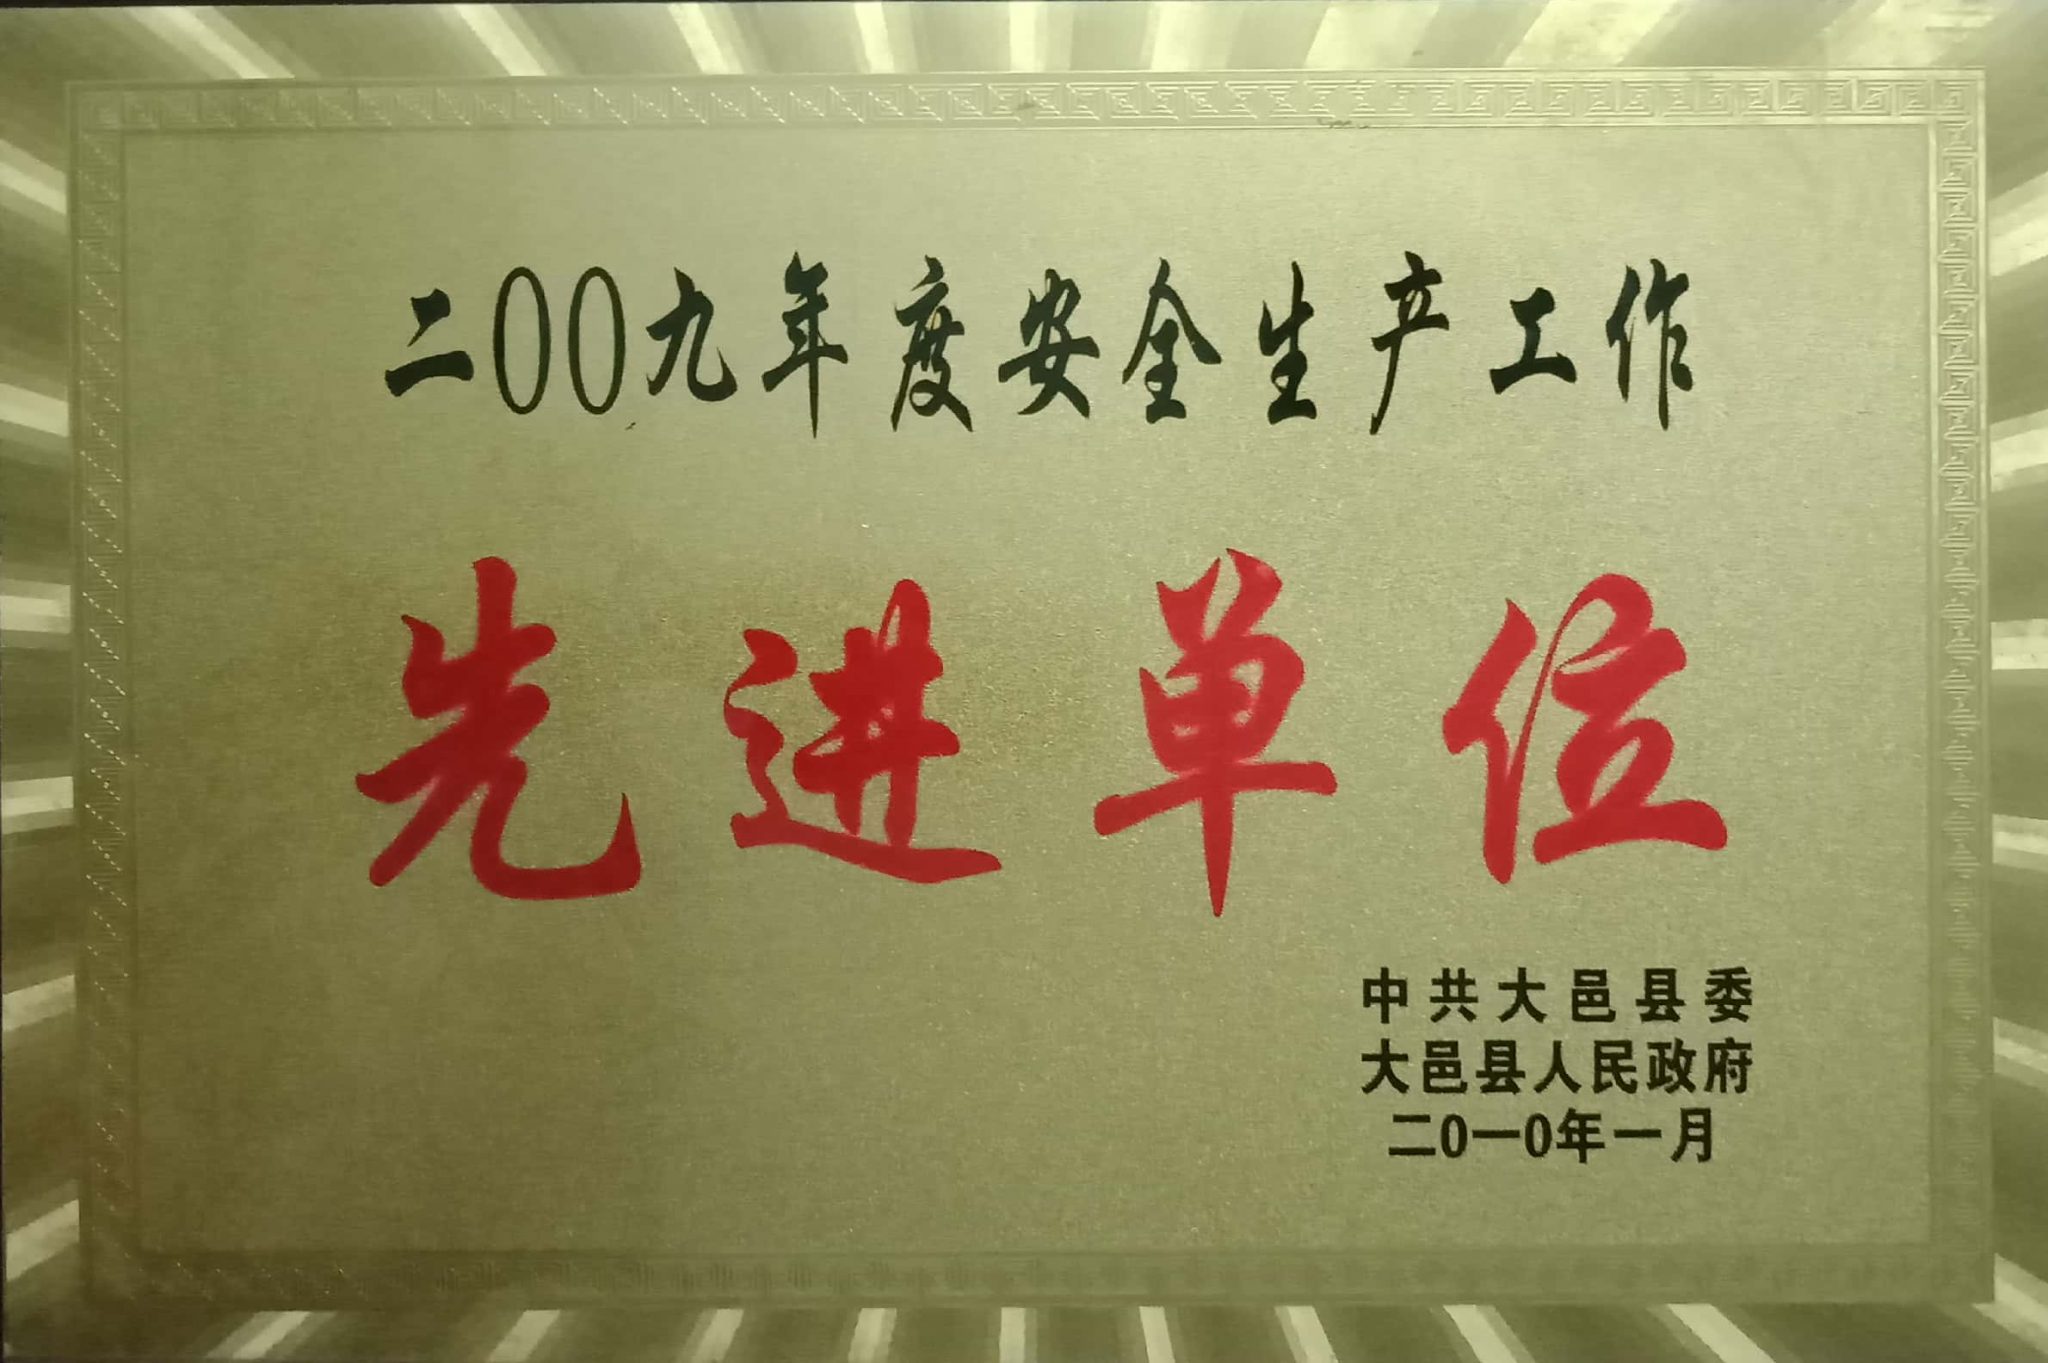 二00九年度安全生产工作
先进单位
中共大邑县委
大邑县人民政府
二0一0年一月